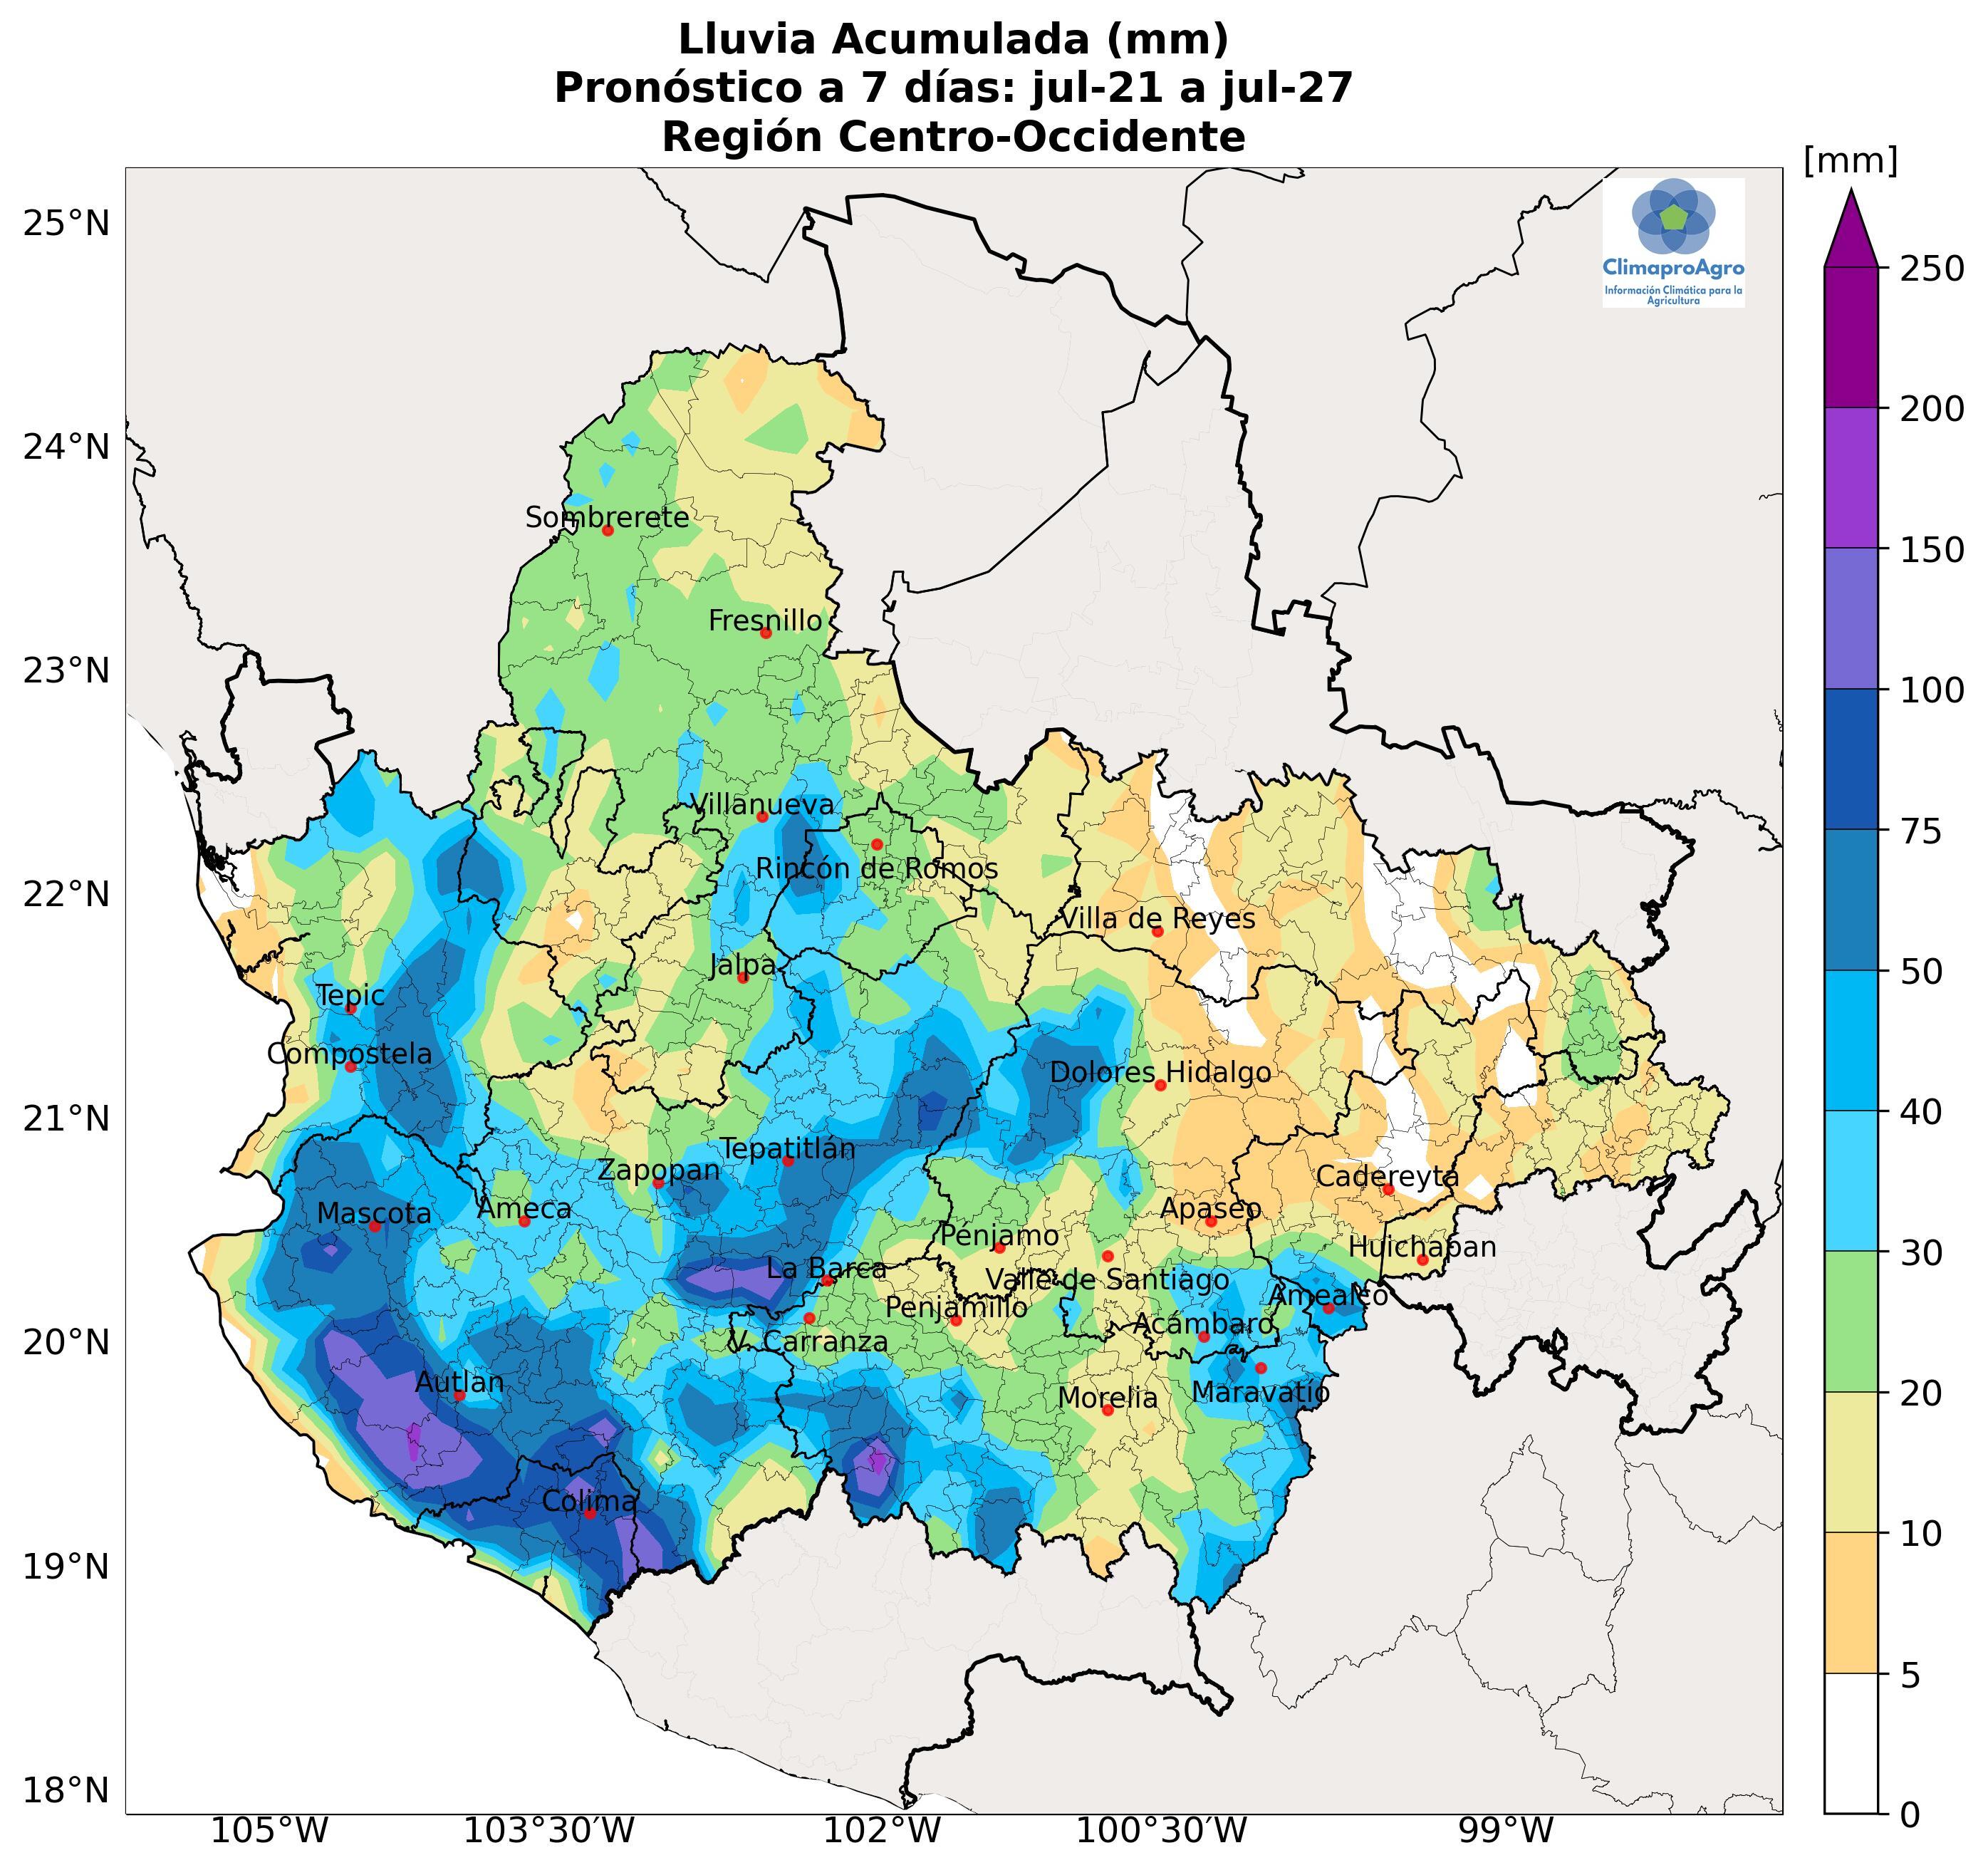 Lluvia Acumulada (mm)
Pronóstico a 7 días: jul-21 a jul-27
Región Centro-Occidente
[mm]
ClimaproAgro
Información Climática para la
Agricultura
25°N
24°N
23°N
22°N
21°N
20°N
19°N
18°N
250
200
150
100
75
50
40
30
20
10
5
0
Sombrerete
Fresnillo
Villanueva
Rincón de Romos
Villa de Reyes
Jalpa
Tepic
Compostela
Dolores Hidalgo
Tepatitlán
Zapopan
Cadereyta
Mascota
Ameca
Apaseo
Pénjamo
Huichapan
La Barca
Valle de Santiago
Amealco
Penjamillo
Acámbaro
V. Carranza
Autlan
Morelia
Maravatío
Colima
105°W
103°30'W
102°W
100°30'W
99°W